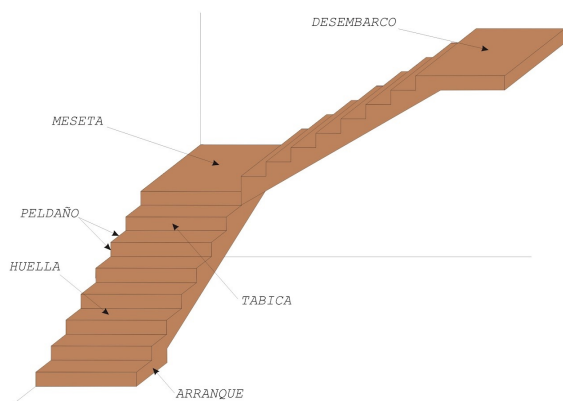 DESEMBARCO
MESETA
PELDAÑO
HUELLA
TABICA
ARRANQUE